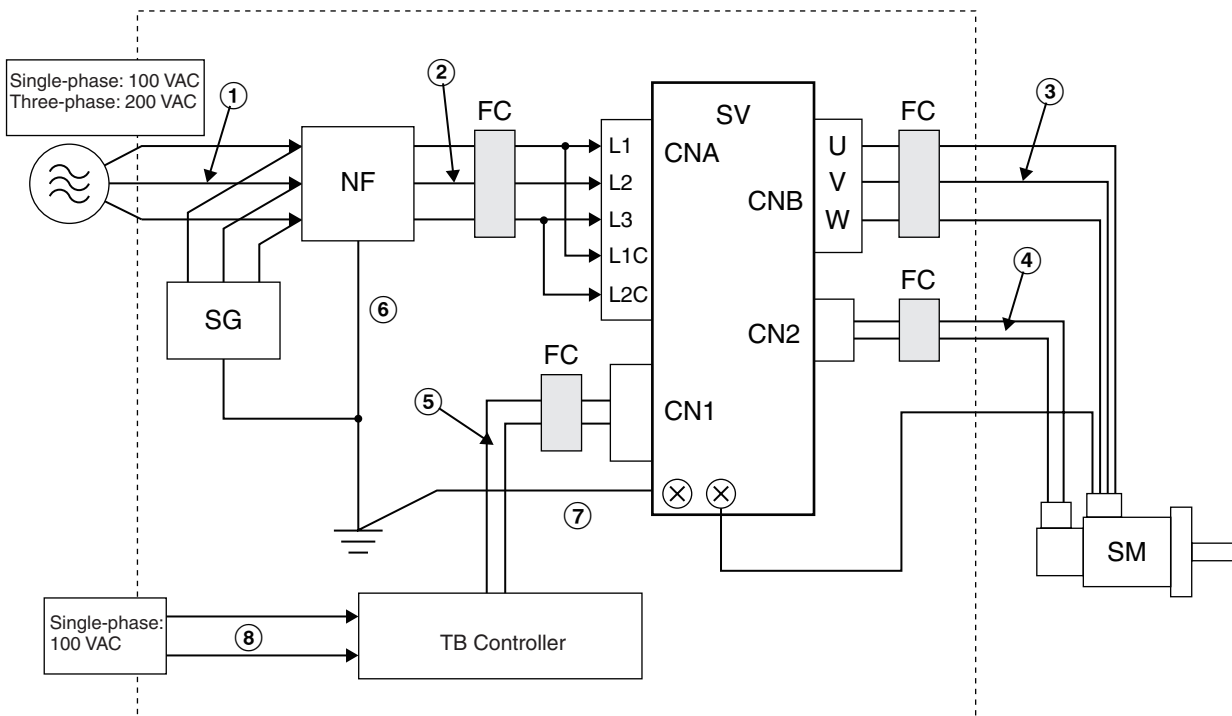 Single-phase: 100 VAC
Three-phase: 200 VAC
1
2
FC
NF
SG
6
L1
L2
L3
L1C
L2C
SV
CNA
CNB
CN2
CN1
U
V
W
FC
3
FC
4
FC
5
7
SM
Single-phase:
100 VAC
8
TB Controller